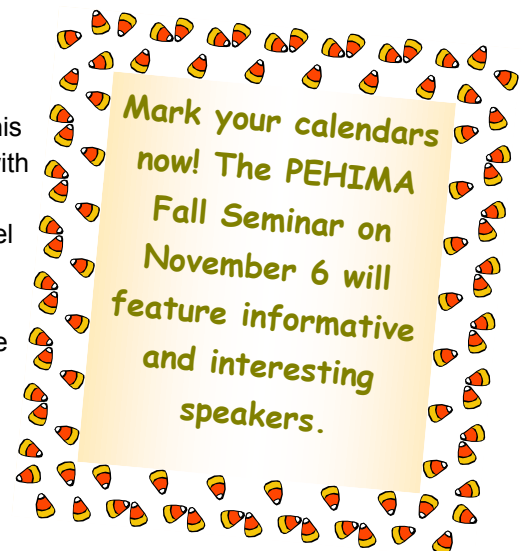 Mark your calendars
now! The PEHIMA
Fall Seminar on
November 6 will
feature informative
and interesting
speakers.